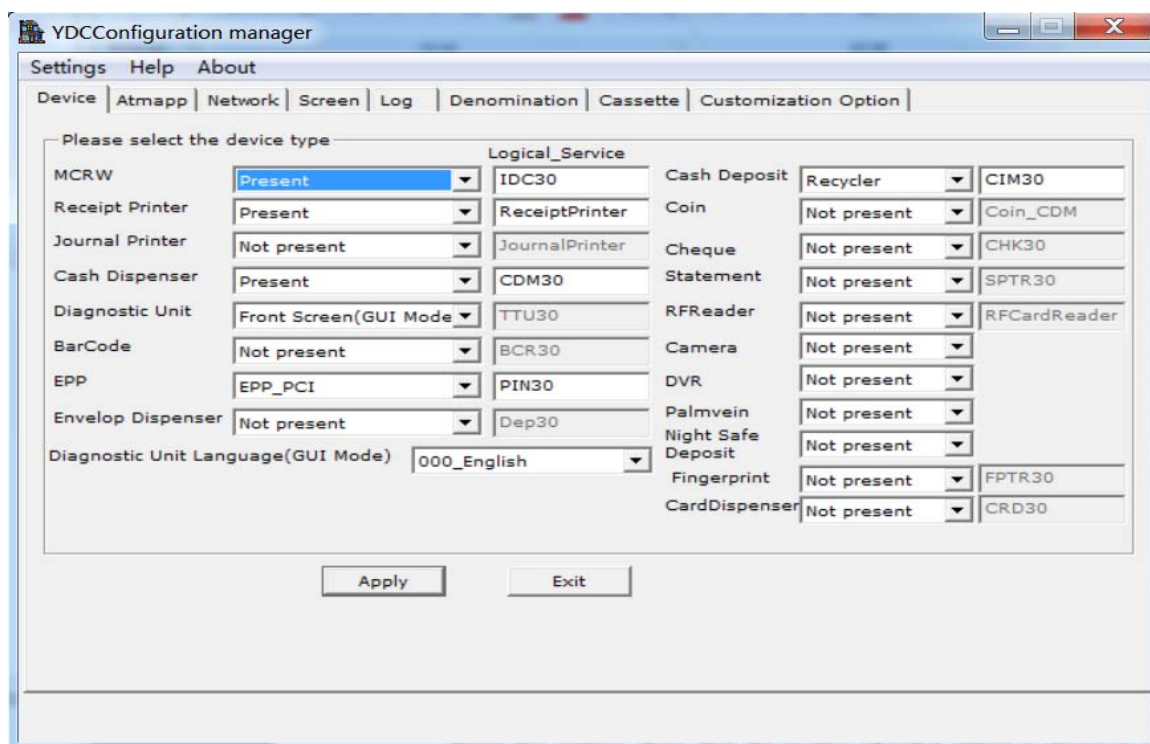 YDCConfiguration manager
Settings Help About
Device Atmapp Network Screen Log Denomination Cassette Customization Option
Please select the device type
Logical_Service
MCRW Present IDC30 Cash Deposit Recycler CIM30
Receipt Printer Present ReceiptPrinter Coin Not present Coin_CDM
Journal Printer Not present JournalPrinter Cheque Not present CHK30
Cash Dispenser Present CDM30 Statement Not present SPTR30
Diagnostic Unit Front Screen(GUI Mode TTU30 RFReader Not present RFCardReader
BarCode Not present BCR30 Camera Not present
EPP EPP_PCI PIN30 DVR Not present
Envelop Dispenser Not present Dep30 Palmvein Not present
Diagnostic Unit Language(GUI Mode) 000_English Night Safe Deposit Not present
Fingerprint Not present FPTR30
CardDispenser Not present CRD30
Apply Exit